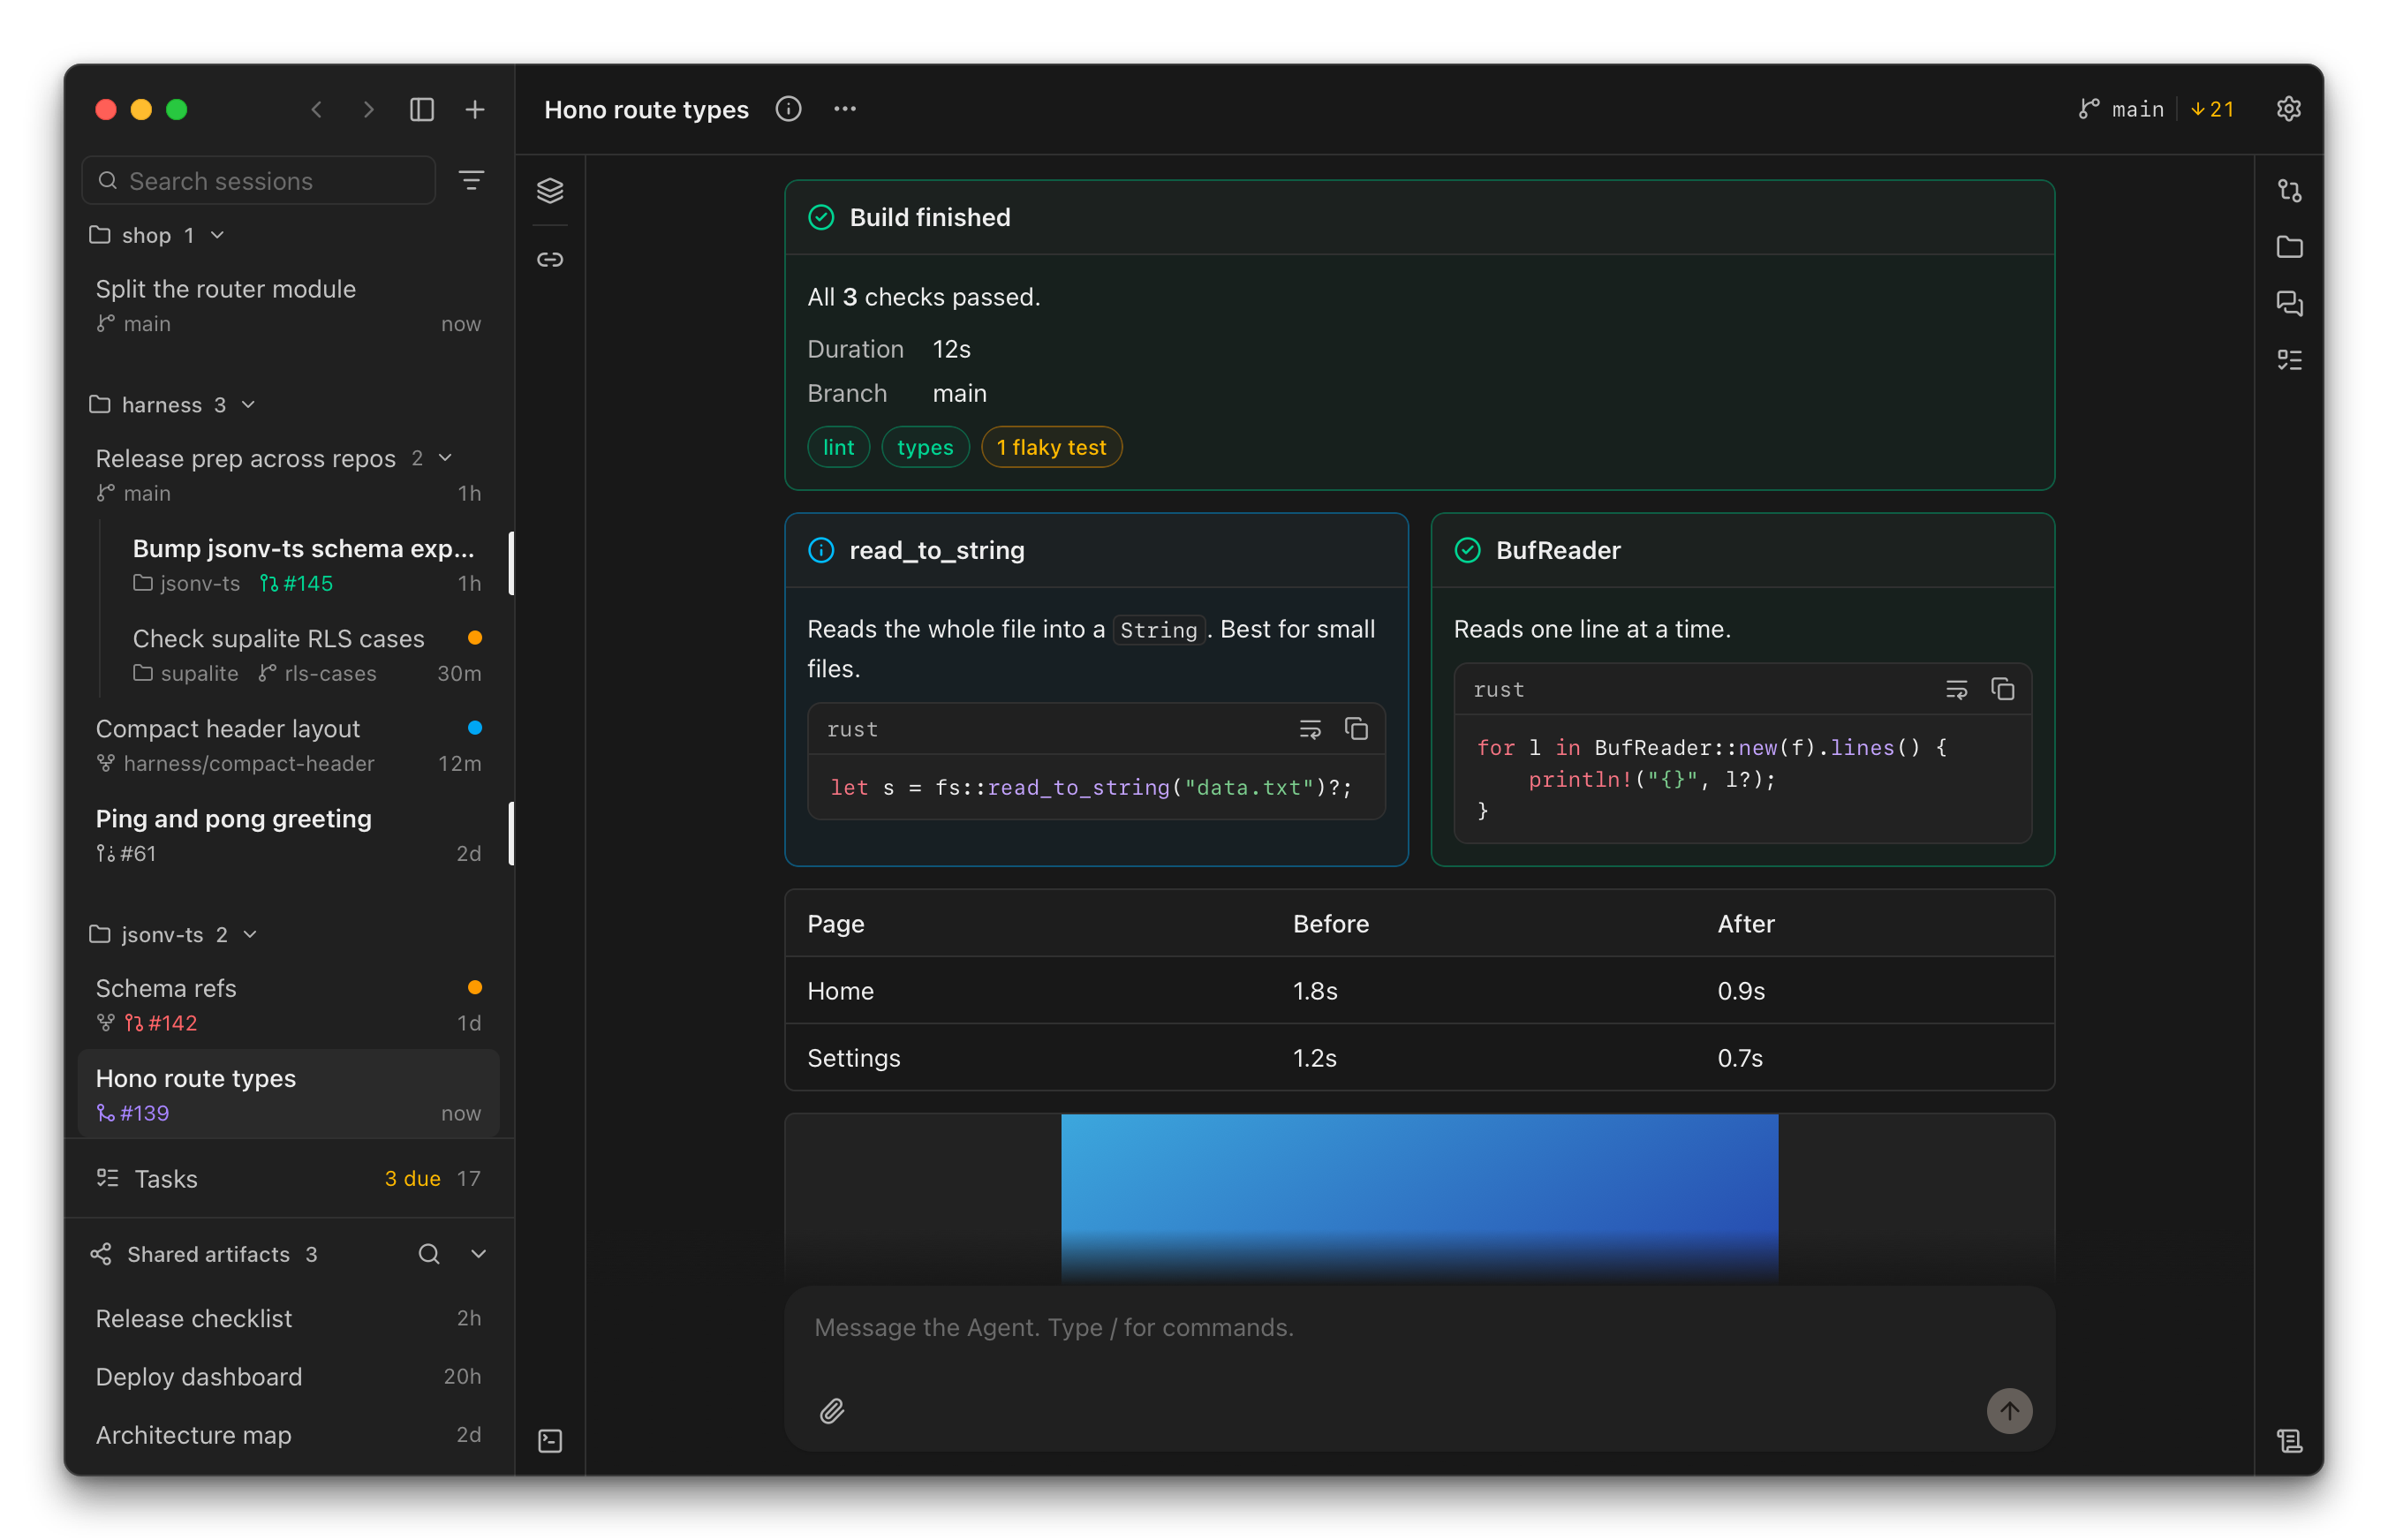 Hono route types
main
21
Search sessions
shop 1
Split the router module
main now
harness 3
Release prep across repos 2
main 1h
Bump jsonv-ts schema exp...
jsonv-ts #145 1h
Check supalite RLS cases
supalite rls-cases 30m
Compact header layout
harness/compact-header 12m
Ping and pong greeting
#61 2d
jsonv-ts 2
Schema refs
#142 1d
Hono route types
#139 now
Tasks 3 due 17
Shared artifacts 3
Release checklist 2h
Deploy dashboard 20h
Architecture map 2d
Build finished
All 3 checks passed.
Duration 12s
Branch main
lint types 1 flaky test
read_to_string
Reads the whole file into a String. Best for small
files.
rust
let s = fs::read_to_string("data.txt")?;
BufReader
Reads one line at a time.
rust
for l in BufReader::new(f).lines() {
    println!("{}", l?);
}
Page Before After
Home 1.8s 0.9s
Settings 1.2s 0.7s
Message the Agent. Type / for commands.